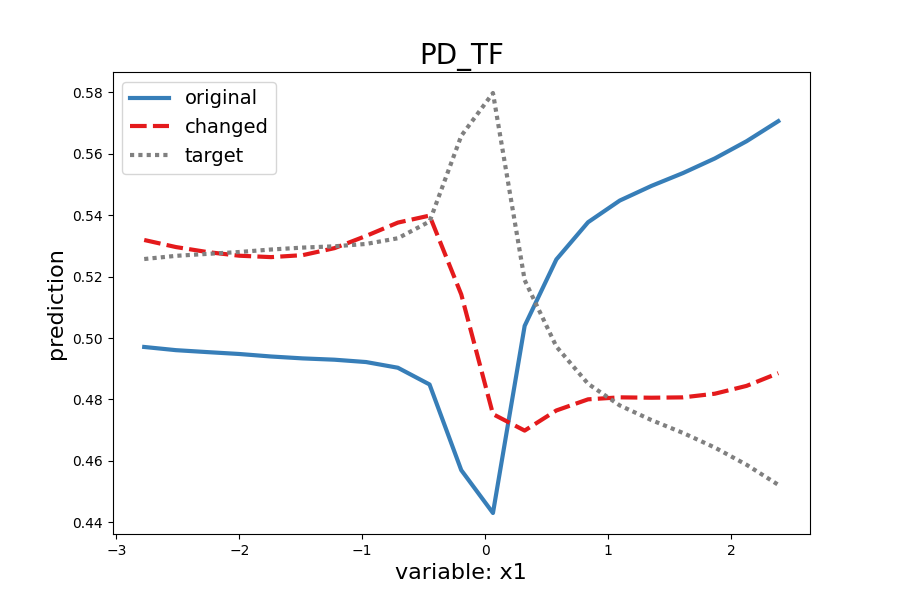 PD_TF
original
changed
target
prediction
0.58
0.56
0.54
0.52
0.50
0.48
0.46
0.44
−3
−2
−1
0
1
2
variable: x1